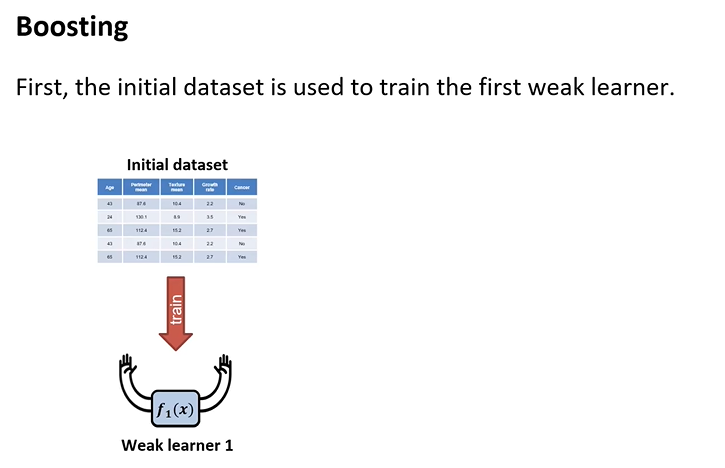 Boosting
First, the initial dataset is used to train the first weak learner.
Initial dataset
Age Perimeter mean Texture mean Growth rate Cancer
43 87.6 10.4 2.2 No
24 130.1 8.9 3.5 Yes
65 112.4 15.2 2.7 Yes
43 87.6 10.4 2.2 No
65 112.4 15.2 2.7 Yes
train
f₁(x)
Weak learner 1